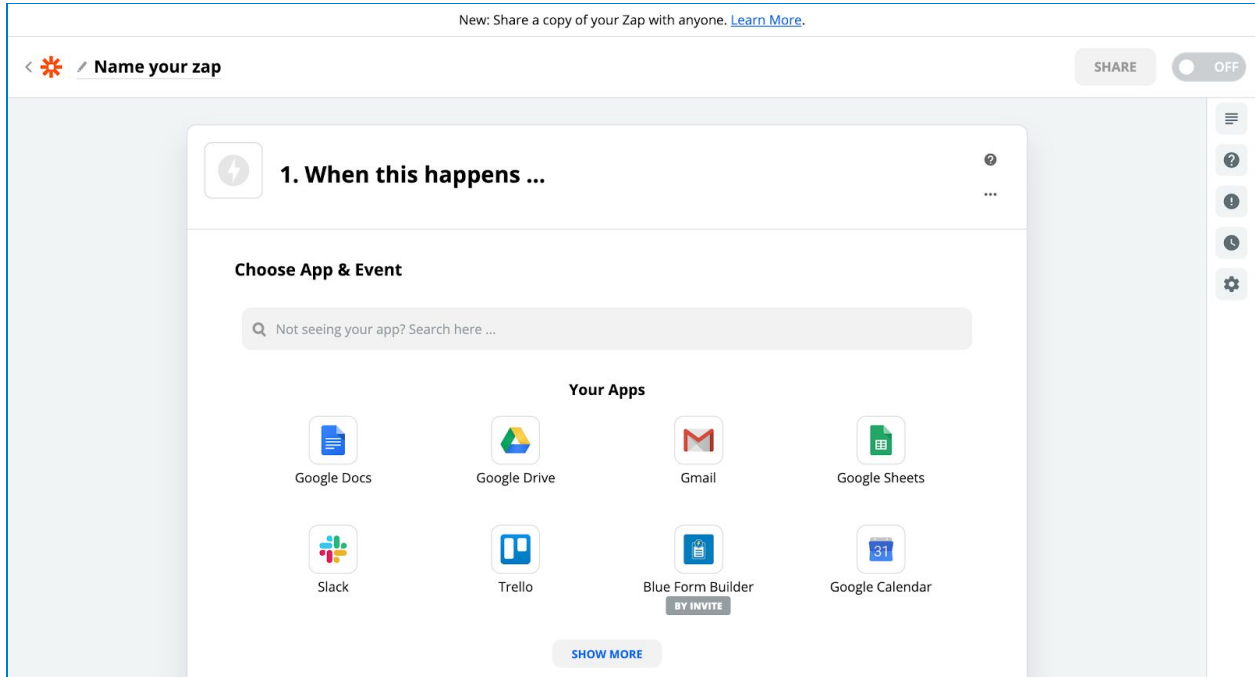 New: Share a copy of your Zap with anyone. Learn More.
Name your zap
SHARE
OFF
1. When this happens ...
Choose App & Event
Not seeing your app? Search here ...
Your Apps
Google Docs
Google Drive
Gmail
Google Sheets
31
Slack
Trello
Blue Form Builder
Google Calendar
BY INVITE
SHOW MORE